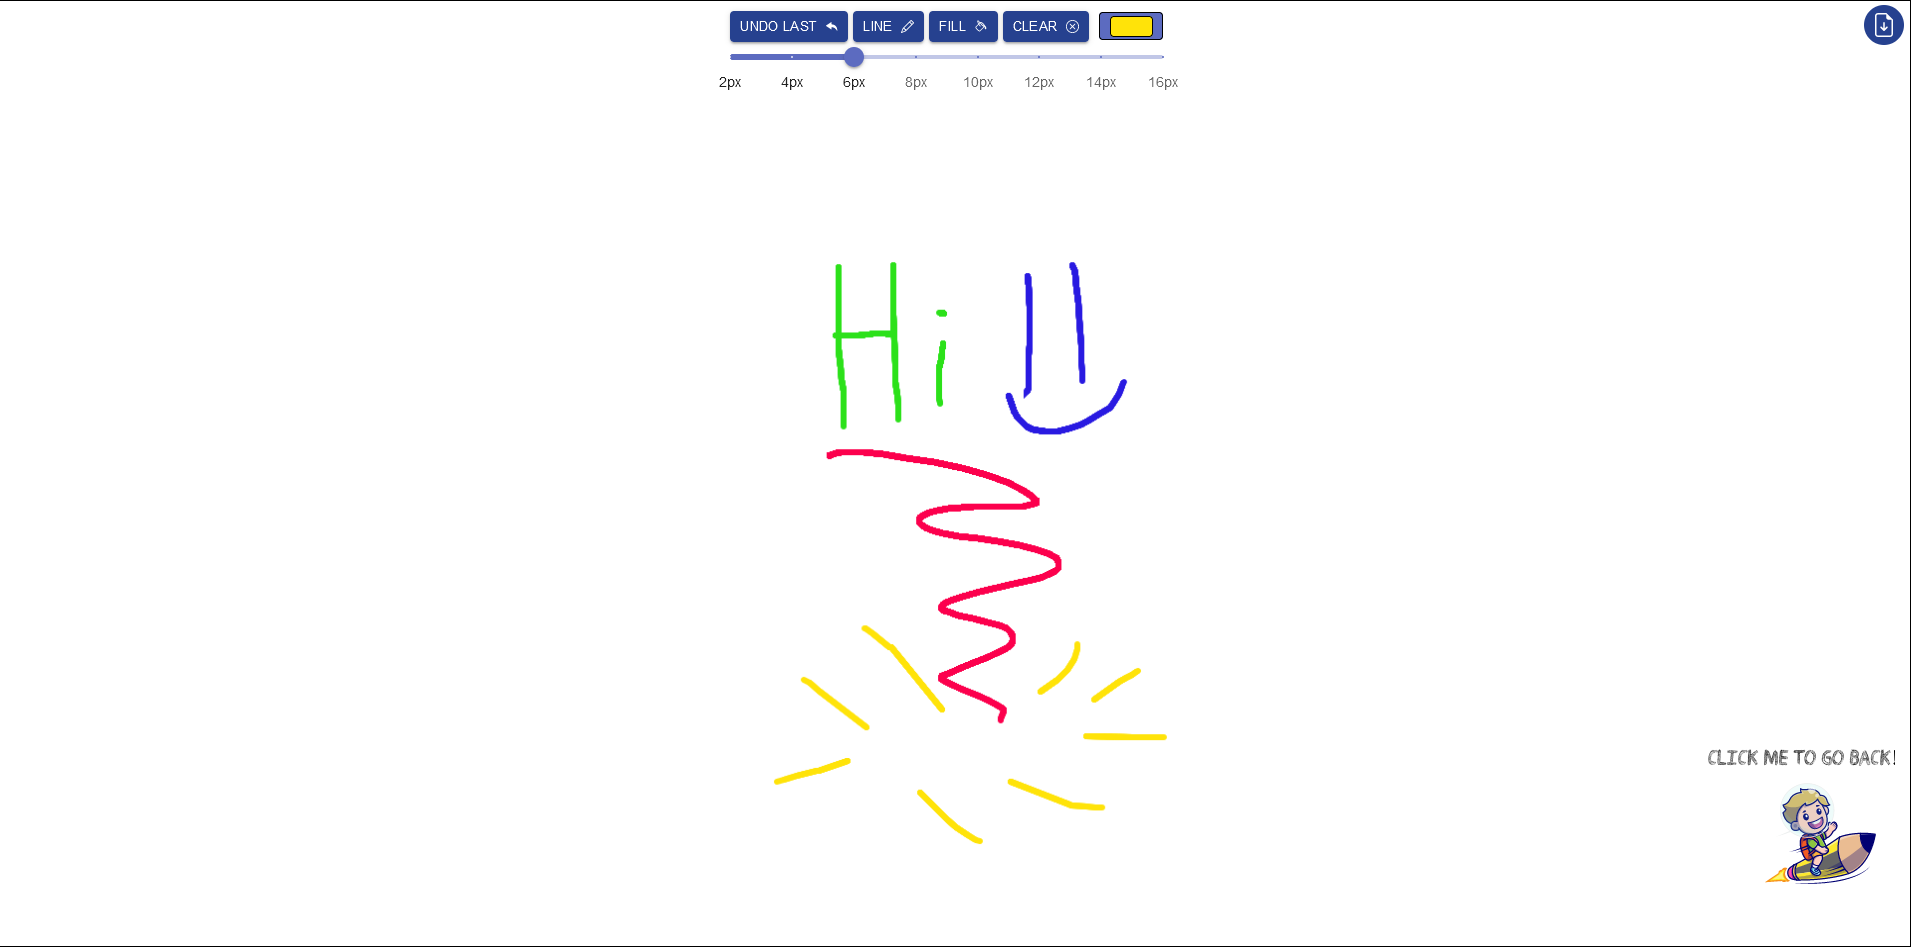 UNDO LAST LINE FILL CLEAR
2px 4px 6px 8px 10px 12px 14px 16px
Hi
CLICK ME TO GO BACK!